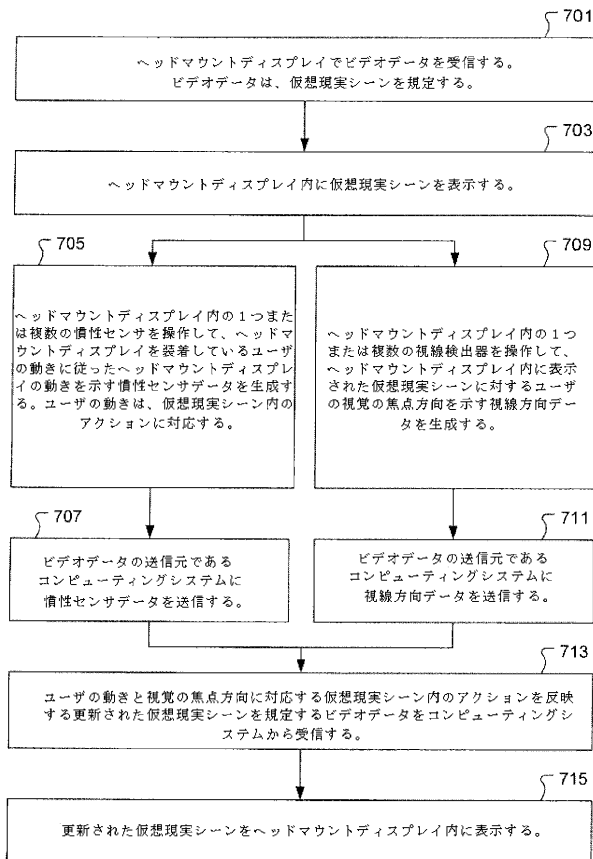 701
ヘッドマウントディスプレイでビデオデータを受信する。
ビデオデータは、仮想現実シーンを規定する。
703
ヘッドマウントディスプレイ内に仮想現実シーンを表示する。
705
ヘッドマウントディスプレイ内の1つまた
は複数の慣性センサを操作して、ヘッドマ
ウントディスプレイを装着しているユーザ
の動きに従ったヘッドマウントディスプレ
イの動きを示す慣性センサデータを生成す
る。ユーザの動きは、仮想現実シーン内の
アクションに対応する。
709
ヘッドマウントディスプレイ内の1つ
または複数の視線検出器を操作して、
ヘッドマウントディスプレイ内に表示
された仮想現実シーンに対するユーザ
の視覚の焦点方向を示す視線方向デー
タを生成する。
707
ビデオデータの送信元である
コンピューティングシステムに
慣性センサデータを送信する。
711
ビデオデータの送信元である
コンピューティングシステムに
視線方向データを送信する。
713
ユーザの動きと視覚の焦点方向に対応する仮想現実シーン内のアクションを反映
する更新された仮想現実シーンを規定するビデオデータをコンピューティングシ
ステムから受信する。
715
更新された仮想現実シーンをヘッドマウントディスプレイ内に表示する。